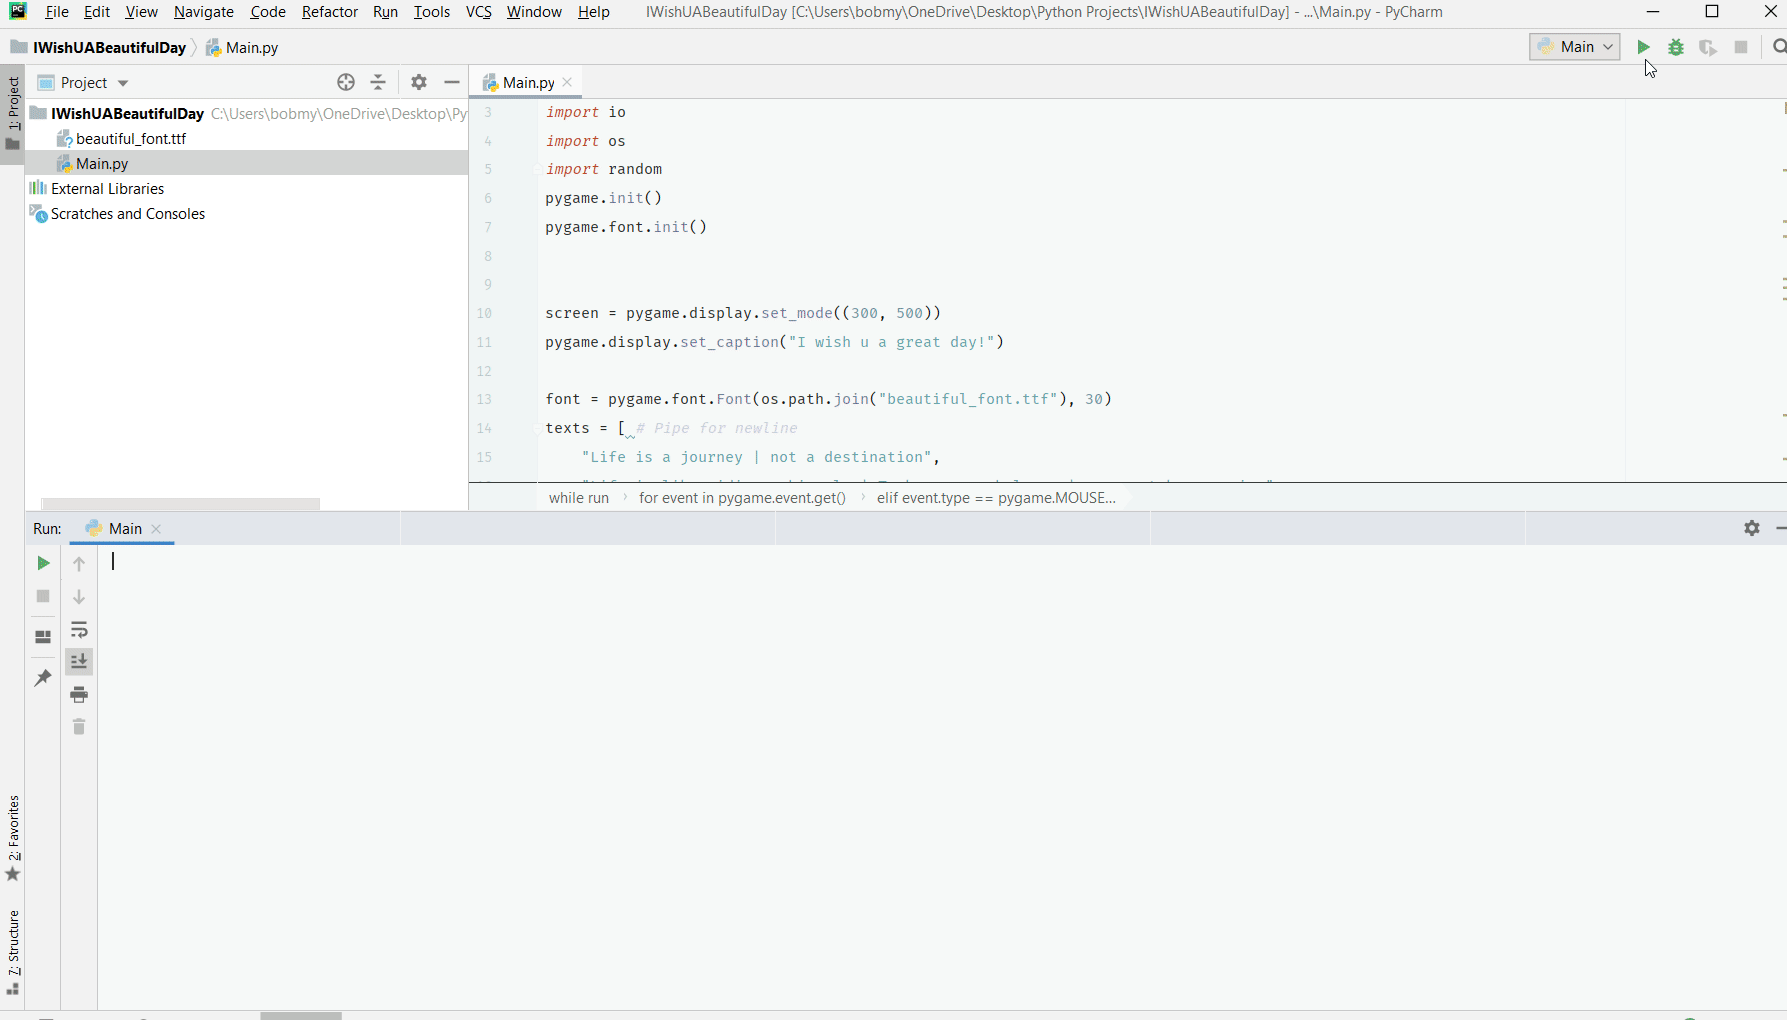 File Edit View Navigate Code Refactor Run Tools VCS Window Help IWishUABeautifulDay [C:\Users\bobmy\OneDrive\Desktop\Python Projects\IWishUABeautifulDay] - ...\Main.py - PyCharm
IWishUABeautifulDay Main.py Main
1: Project
Project
Main.py
IWishUABeautifulDay C:\Users\bobmy\OneDrive\Desktop\Py
beautiful_font.ttf
Main.py
External Libraries
Scratches and Consoles
3 import io
4 import os
5 import random
6 pygame.init()
7 pygame.font.init()
8
9
10 screen = pygame.display.set_mode((300, 500))
11 pygame.display.set_caption("I wish u a great day!")
12
13 font = pygame.font.Font(os.path.join("beautiful_font.ttf"), 30)
14 texts = [ # Pipe for newline
15 "Life is a journey | not a destination",
while run for event in pygame.event.get() elif event.type == pygame.MOUSE...
Run: Main
2: Favorites
7: Structure